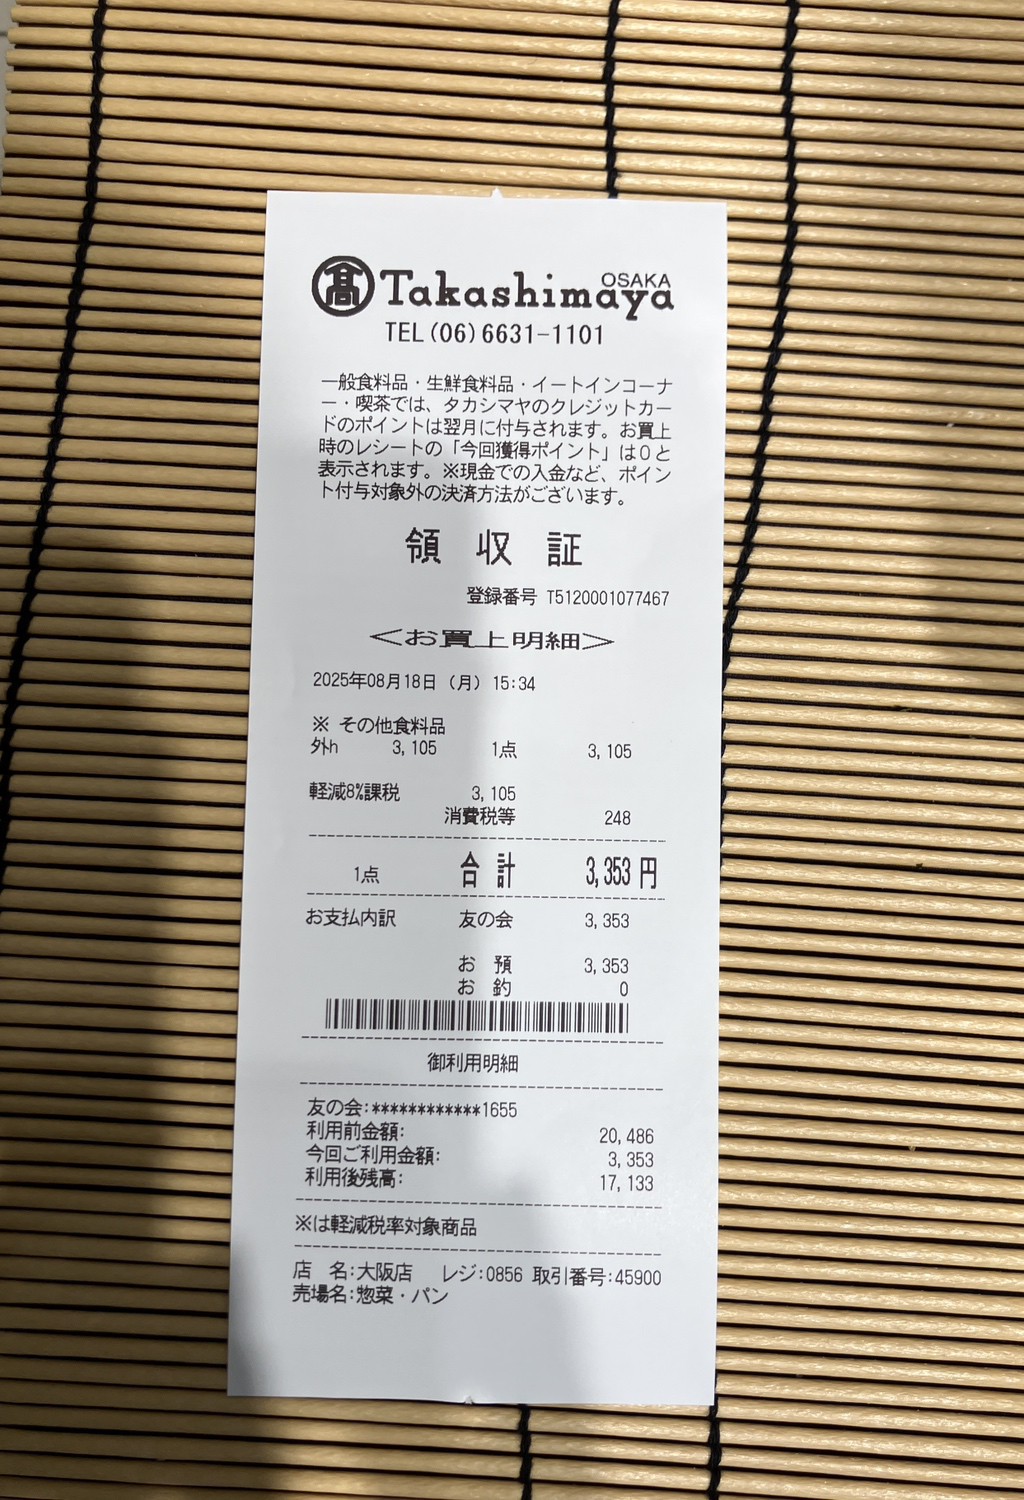 髙 Takashimaya OSAKA
TEL(06)6631-1101
一般食料品・生鮮食料品・イートインコーナ
ー・喫茶では、タカシマヤのクレジットカー
ドのポイントは翌月に付与されます。お買上
時のレシートの「今回獲得ポイント」は0と
表示されます。※現金での入金など、ポイン
ト付与対象外の決済方法がございます。
領収証
登録番号 T5120001077467
<お買上明細>
2025年08月18日(月) 15:34
※ その他食料品
外h 3,105 1点 3,105
軽減8%課税 3,105
消費税等 248
1点 合計 3,353円
お支払内訳 友の会 3,353
お預 3,353
お釣 0
御利用明細
友の会:************1655
利用前金額: 20,486
今回ご利用金額: 3,353
利用後残高: 17,133
※は軽減税率対象商品
店 名:大阪店 レジ:0856 取引番号:45900
売場名:惣菜・パン